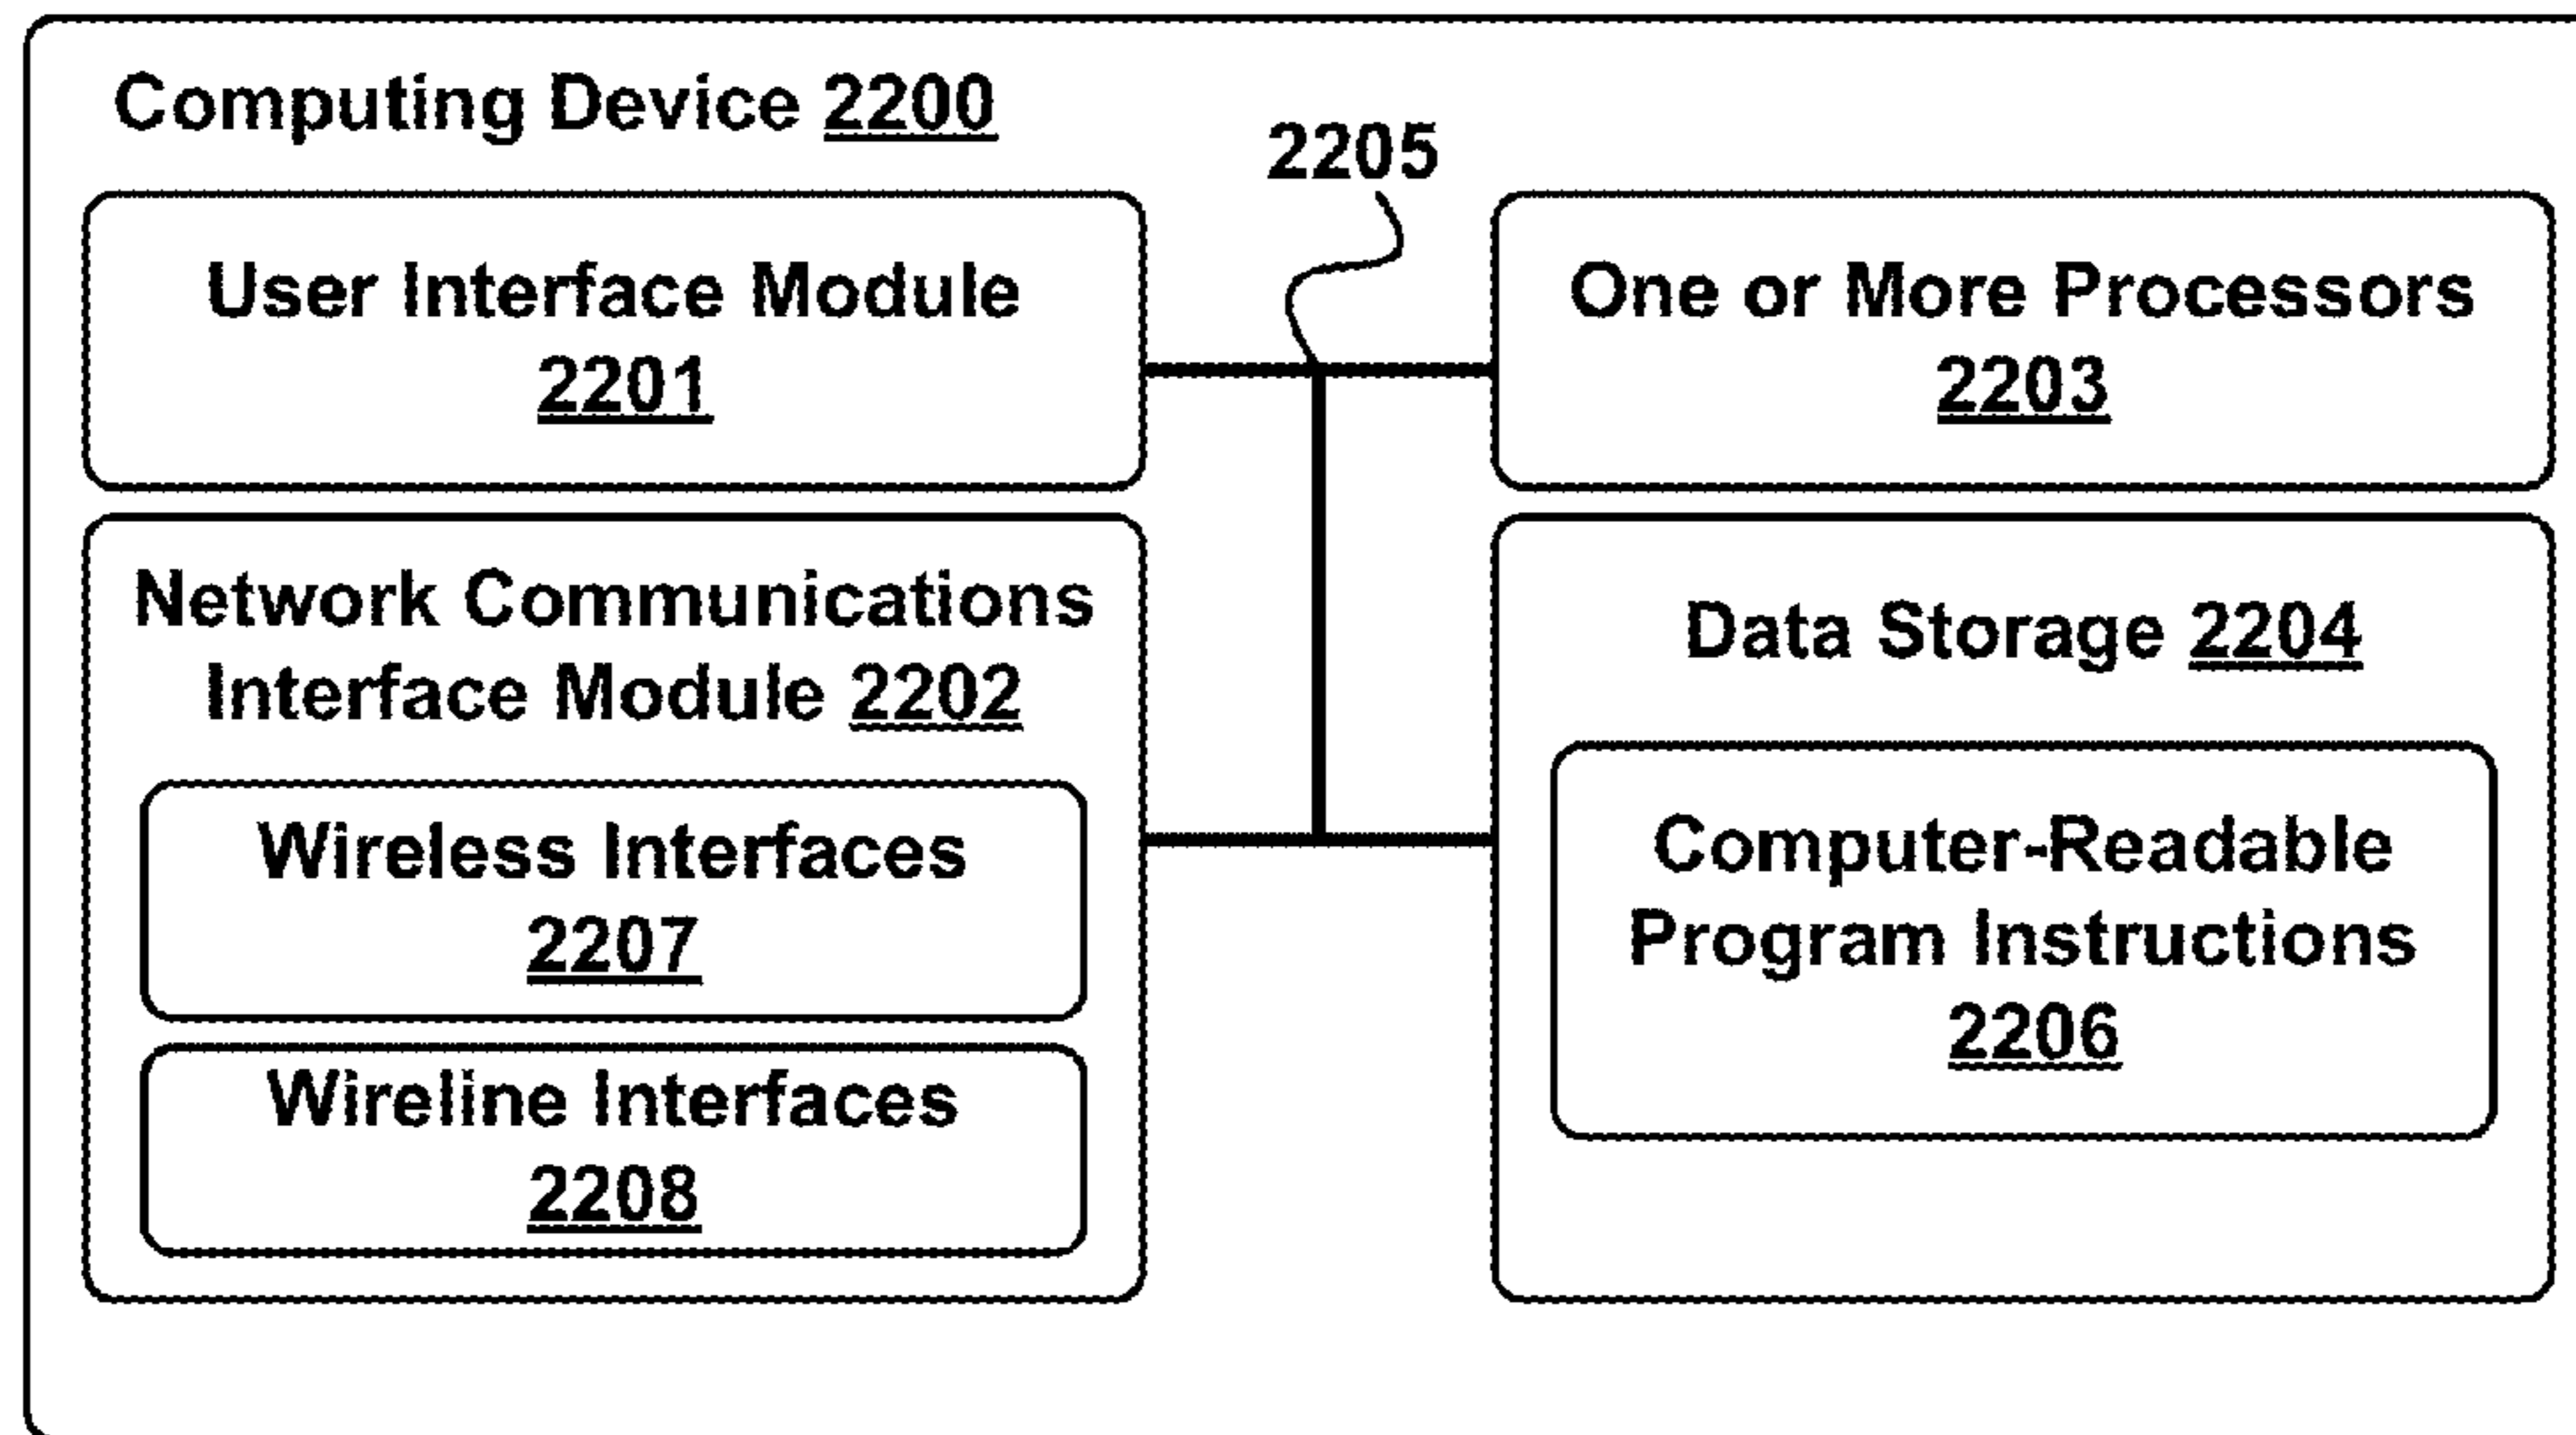 Computing Device 2200
2205
User Interface Module
2201
One or More Processors
2203
Network Communications
Interface Module 2202
Wireless Interfaces
2207
Wireline Interfaces
2208
Data Storage 2204
Computer-Readable
Program Instructions
2206